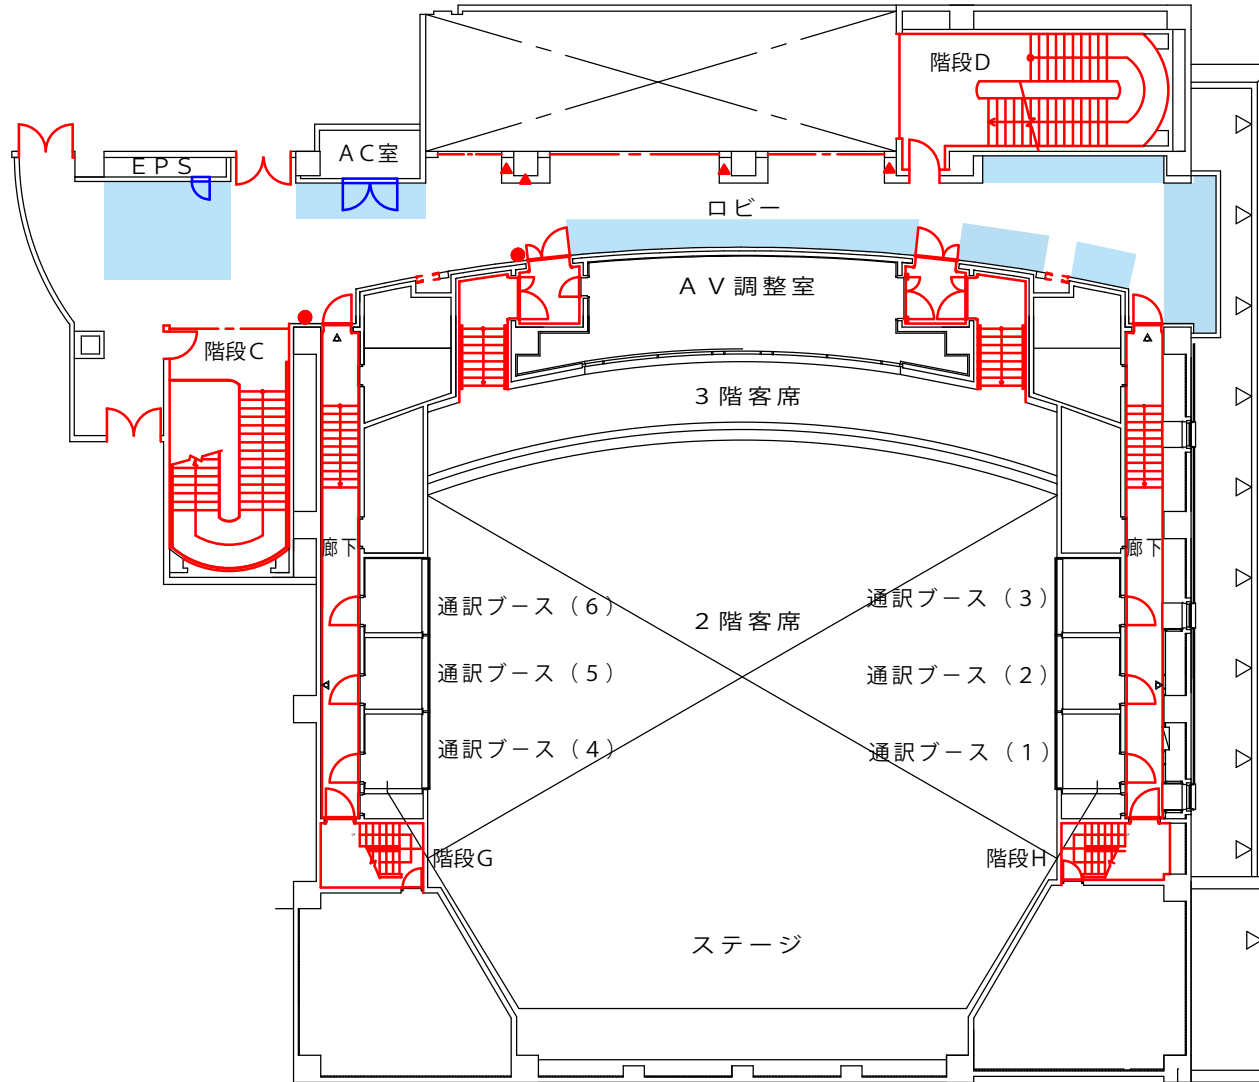 階段D
AC室
EPS
ロビー
AV調整室
階段C
3階客席
廊下
廊下
通訳ブース（6）
通訳ブース（3）
2階客席
通訳ブース（5）
通訳ブース（2）
通訳ブース（4）
通訳ブース（1）
階段G
階段H
ステージ